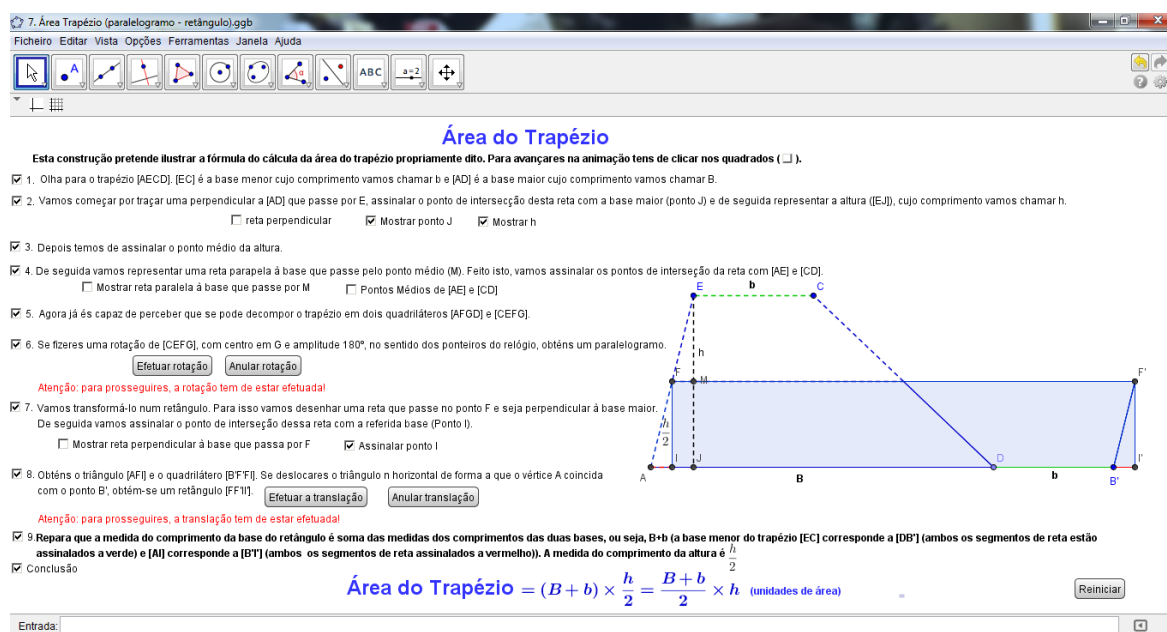 7. Área Trapézio (paralelogramo - retângulo).ggb
Ficheiro Editar Vista Opções Ferramentas Janela Ajuda
A
α
ABC
a=2
Área do Trapézio
Esta construção pretende ilustrar a fórmula do cálcula da área do trapézio propriamente dito. Para avançares na animação tens de clicar nos quadrados ( ).
1. Olha para o trapézio [AECD]. [EC] é a base menor cujo comprimento vamos chamar b e [AD] é a base maior cujo comprimento vamos chamar B.
2. Vamos começar por traçar uma perpendicular a [AD] que passe por E, assinalar o ponto de intersecção desta reta com a base maior (ponto J) e de seguida representar a altura ([EJ]), cujo comprimento vamos chamar h.
reta perpendicular Mostrar ponto J Mostrar h
3. Depois temos de assinalar o ponto médio da altura.
4. De seguida vamos representar uma reta parapela à base que passe pelo ponto médio (M). Feito isto, vamos assinalar os pontos de interseção da reta com [AE] e [CD].
Mostrar reta paralela à base que passe por M Pontos Médios de [AE] e [CD]
E b C
5. Agora já és capaz de perceber que se pode decompor o trapézio em dois quadriláteros [AFGD] e [CEFG].
6. Se fizeres uma rotação de [CEFG], com centro em G e amplitude 180º, no sentido dos ponteiros do relógio, obténs um paralelogramo.
h
Efetuar rotação Anular rotação
F M F'
Atenção: para prosseguires, a rotação tem de estar efetuada!
7. Vamos transformá-lo num retângulo. Para isso vamos desenhar uma reta que passe no ponto F e seja perpendicular à base maior.
De seguida vamos assinalar o ponto de interseção dessa reta com a referida base (Ponto I).
h/2
Mostrar reta perpendicular à base que passa por F Assinalar ponto I
I J D I'
8. Obténs o triângulo [AFI] e o quadrilátero [B'F'FI]. Se deslocares o triângulo n horizontal de forma a que o vértice A coincida
A B b B'
com o ponto B', obtém-se um retângulo [FF'II']. Efetuar a translação Anular translação
Atenção: para prosseguires, a translação tem de estar efetuada!
9. Repara que a medida do comprimento da base do retângulo é soma das medidas dos comprimentos das duas bases, ou seja, B+b (a base menor do trapézio [EC] corresponde a [DB'] (ambos os segmentos de reta estão
assinalados a verde) e [AI] corresponde a [B'I'] (ambos os segmentos de reta assinalados a vermelho)). A medida do comprimento da altura é h/2
Conclusão
Área do Trapézio = (B + b) × h/2 = B + b/2 × h (unidades de área)
Reiniciar
Entrada: